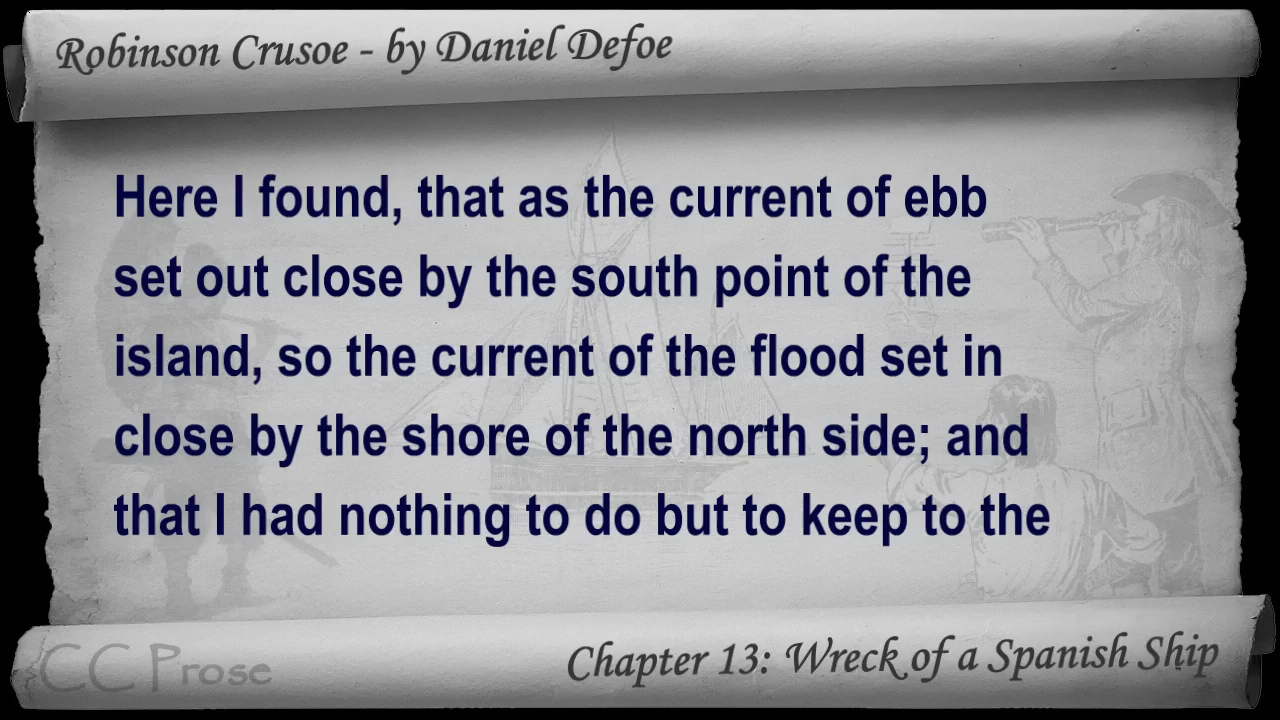 Robinson Crusoe - by Daniel Defoe
Here I found, that as the current of ebb
set out close by the south point of the
island, so the current of the flood set in
close by the shore of the north side; and
that I had nothing to do but to keep to the
CC Prose
Chapter 13: Wreck of a Spanish Ship